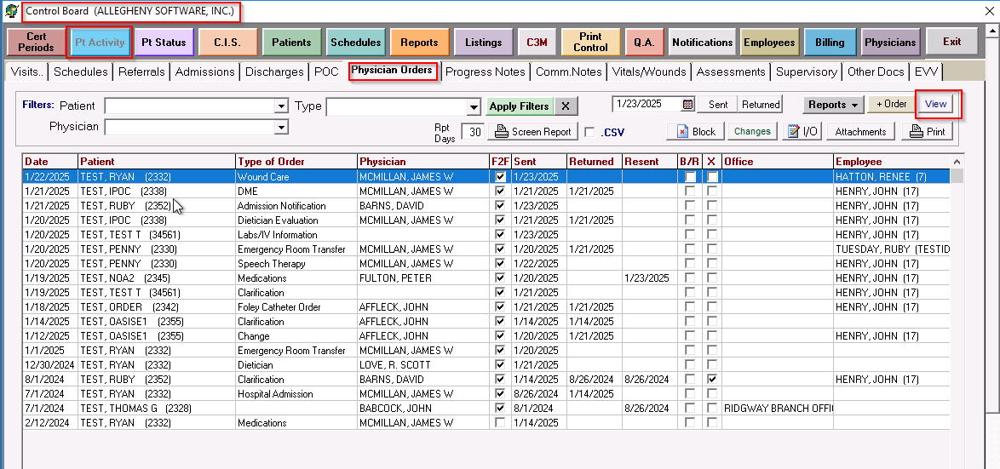 Control Board (ALLEGHENY SOFTWARE, INC.)
Cert Periods Pt Activity Pt Status C.I.S. Patients Schedules Reports Listings C3M Print Control Q.A. Notifications Employees Billing Physicians Exit
Visits.. Schedules Referrals Admissions Discharges POC Physician Orders Progress Notes Comm.Notes Vitals/Wounds Assessments Supervisory Other Docs EVV
Filters: Patient Type Apply Filters X 1/23/2025 Sent Returned Reports + Order View
Physician Rpt Days 30 Screen Report .CSV Block Changes I/O Attachments Print
Date Patient Type of Order Physician F2F Sent Returned Resent B/R X Office Employee
1/22/2025 TEST, RYAN (2332) Wound Care MCMILLAN, JAMES W 1/23/2025 HATTON, RENEE (7)
1/21/2025 TEST, IPOC (2338) DME MCMILLAN, JAMES W 1/21/2025 1/21/2025 HENRY, JOHN (17)
1/21/2025 TEST, RUBY (2352) Admission Notification BARNS, DAVID 1/23/2025 HENRY, JOHN (17)
1/20/2025 TEST, IPOC (2338) Dietician Evaluation MCMILLAN, JAMES W 1/21/2025 1/21/2025 HENRY, JOHN (17)
1/20/2025 TEST, TEST T (34561) Labs/IV Information 1/23/2025 HENRY, JOHN (17)
1/20/2025 TEST, PENNY (2330) Emergency Room Transfer MCMILLAN, JAMES W 1/20/2025 1/21/2025 TUESDAY, RUBY (TESTID
1/20/2025 TEST, PENNY (2330) Speech Therapy MCMILLAN, JAMES W 1/22/2025 HENRY, JOHN (17)
1/19/2025 TEST, NOA2 (2345) Medications FULTON, PETER 1/20/2025 1/23/2025 HENRY, JOHN (17)
1/19/2025 TEST, TEST T (34561) Clarification 1/21/2025 HENRY, JOHN (17)
1/18/2025 TEST, ORDER (2342) Foley Catheter Order AFFLECK, JOHN 1/21/2025 1/21/2025 HENRY, JOHN (17)
1/14/2025 TEST, OASISE1 (2355) Clarification AFFLECK, JOHN 1/14/2025 1/14/2025
1/12/2025 TEST, OASISE1 (2355) Change AFFLECK, JOHN 1/20/2025 1/21/2025 HENRY, JOHN (17)
1/1/2025 TEST, RYAN (2332) Emergency Room Transfer MCMILLAN, JAMES W 1/20/2025
12/30/2024 TEST, RYAN (2332) Dietician LOVE, R. SCOTT 1/21/2025
8/1/2024 TEST, RUBY (2352) Clarification BARNS, DAVID 1/14/2025 8/26/2024 8/26/2024 HENRY, JOHN (17)
7/1/2024 TEST, RYAN (2332) Hospital Admission MCMILLAN, JAMES W 8/26/2024 1/14/2025
7/1/2024 TEST, THOMAS G (2328) BABCOCK, JOHN 8/1/2024 8/26/2024 RIDGWAY BRANCH OFFI
2/12/2024 TEST, RYAN (2332) Medications MCMILLAN, JAMES W 1/14/2025